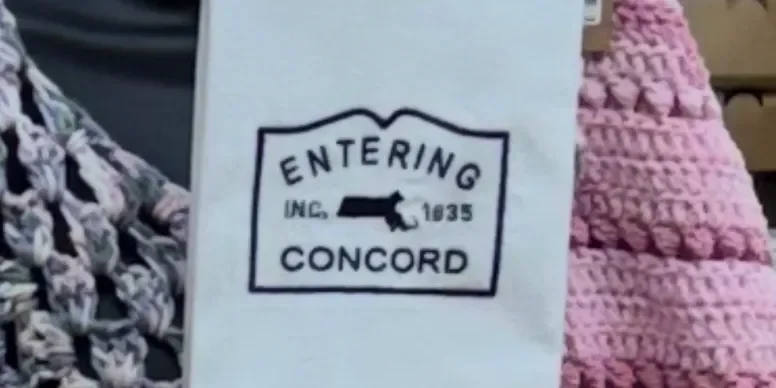 ENTERING
INC. 1635
CONCORD